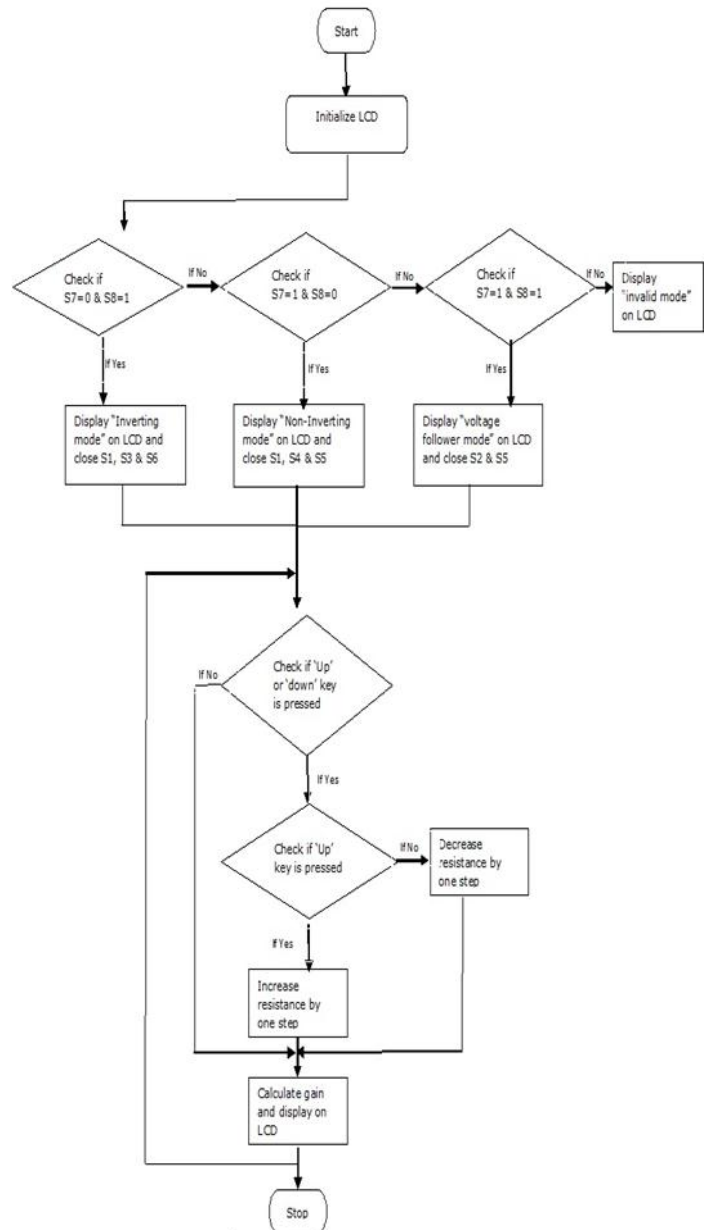 Start
Initialize LCD
Check if
S7=0 & S8=1
If No
Check if
S7=1 & S8=0
If No
Check if
S7=1 & S8=1
If No
Display
"invalid mode"
on LCD
If Yes
If Yes
If Yes
Display "Inverting
mode" on LCD and
close S1, S3 & S6
Display "Non-Inverting
mode" on LCD and
close S1, S4 & S5
Display "voltage
follower mode" on LCD
and close S2 & S5
Check if 'Up'
or 'down' key
is pressed
If No
If Yes
Check if 'Up'
key is pressed
If No
Decrease
resistance by
one step
If Yes
Increase
resistance by
one step
Calculate gain
and display on
LCD
Stop